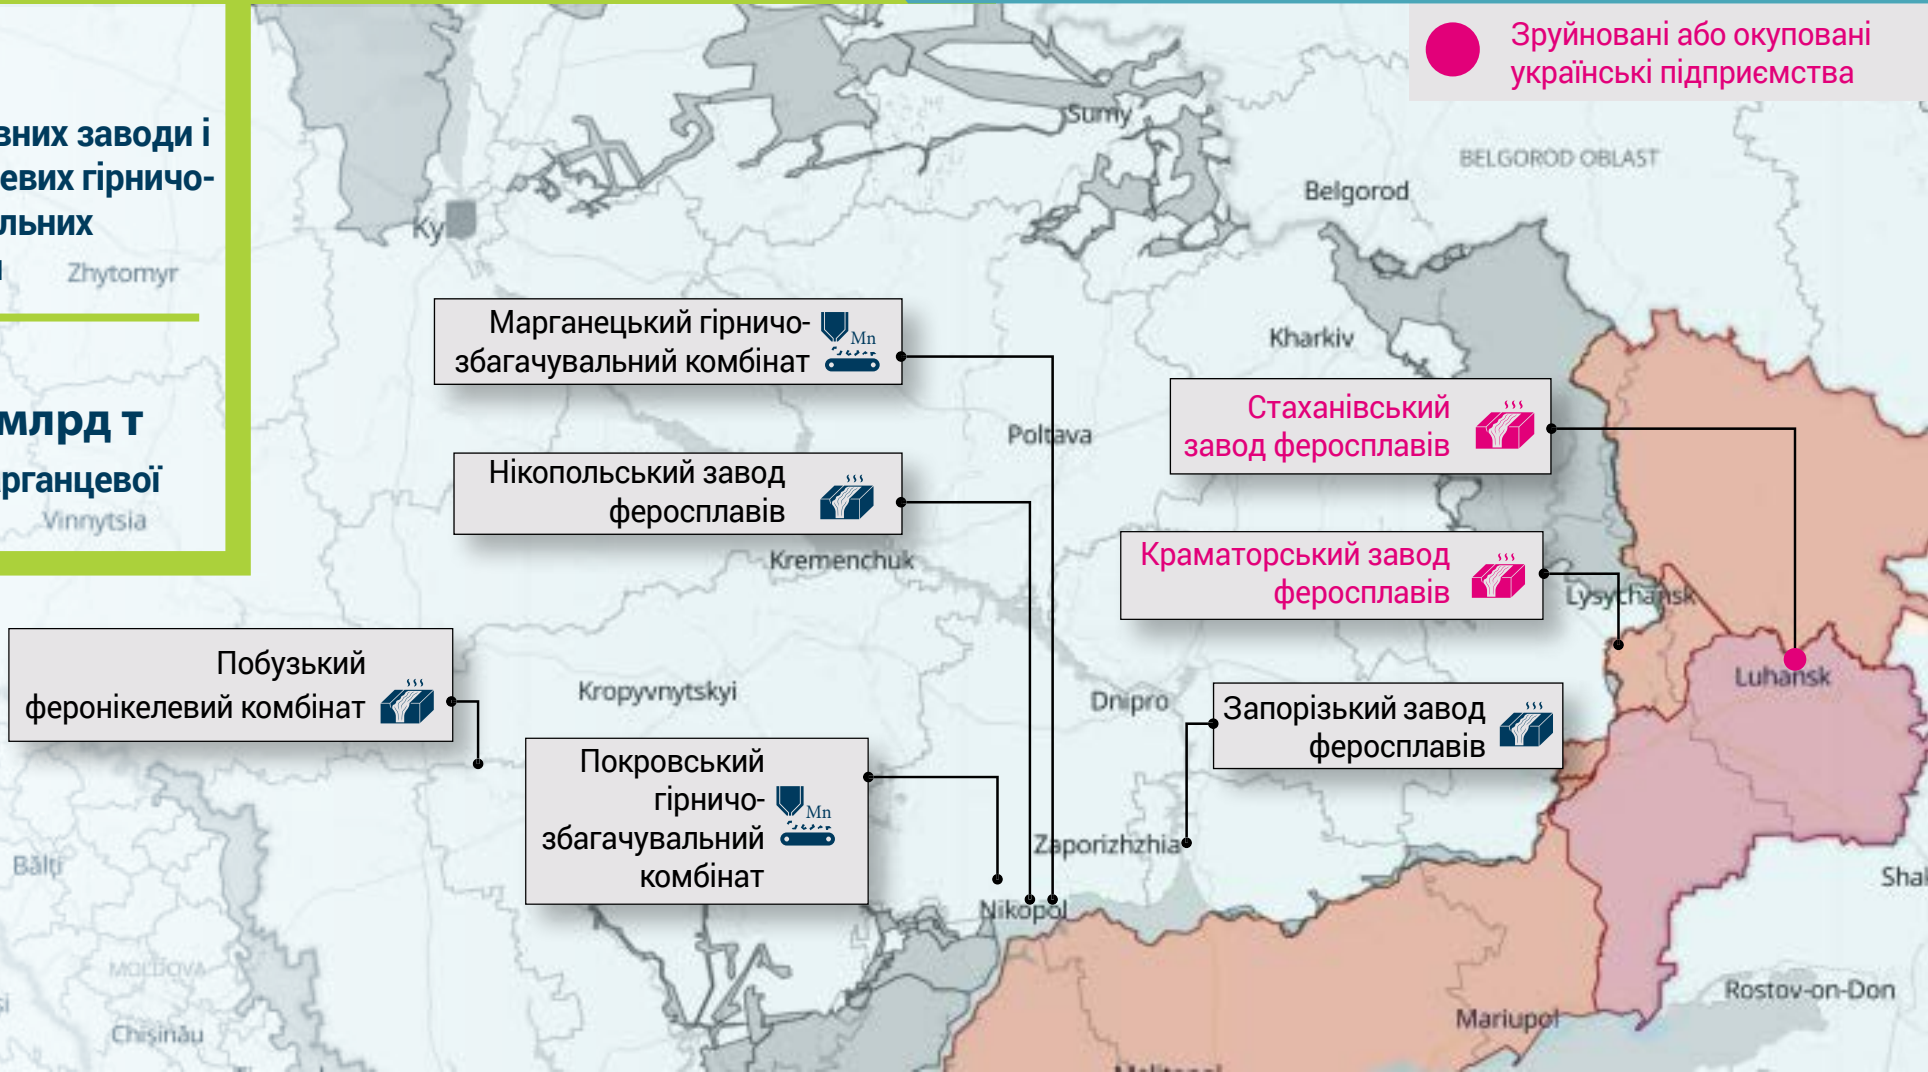 Зруйновані або окуповані
українські підприємства
вних заводи і
евих гірничо-
льних
Zhytomyr
млрд т
рганцевої
Vinnytsia
Sumy
BELGOROD OBLAST
Belgorod
Ky
Марганецький гірничо-
збагачувальний комбінат
Mn
Kharkiv
Стаханівський
завод феросплавів
Poltava
Нікопольський завод
феросплавів
Kremenchuk
Краматорський завод
феросплавів
Lysychansk
Побузький
феронікелевий комбінат
Kropyvnytskyi
Dnipro
Запорізький завод
феросплавів
Luhansk
Покровський
гірничо-
збагачувальний
комбінат
Mn
Zaporizhzhia
Nikopol
Bălți
Shak
MOLDOVA
Chișinău
Rostov-on-Don
Mariupol